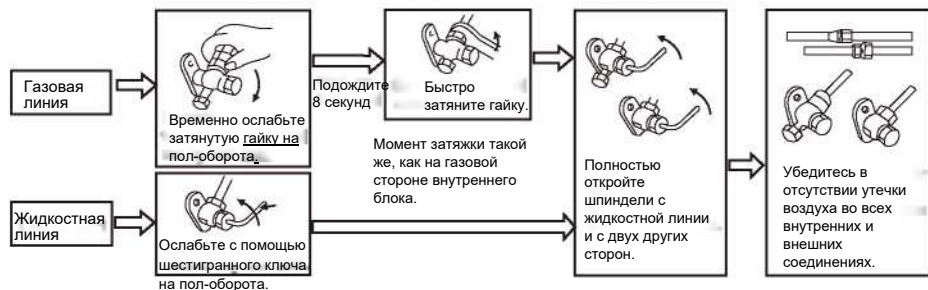 Газовая
линия
Временно ослабьте
затянутую гайку на
пол-оборота.
Подождите
8 секунд
Быстро
затяните гайку.
Момент затяжки такой
же, как на газовой
стороне внутреннего
блока.
Жидкостная
линия
Ослабьте с помощью
шестигранного ключа
на пол-оборота.
Полностью
откройте
шпиндели с
жидкостной линии
и с двух других
сторон.
Убедитесь в
отсутствии утечки
воздуха во всех
внутренних и
внешних
соединениях.